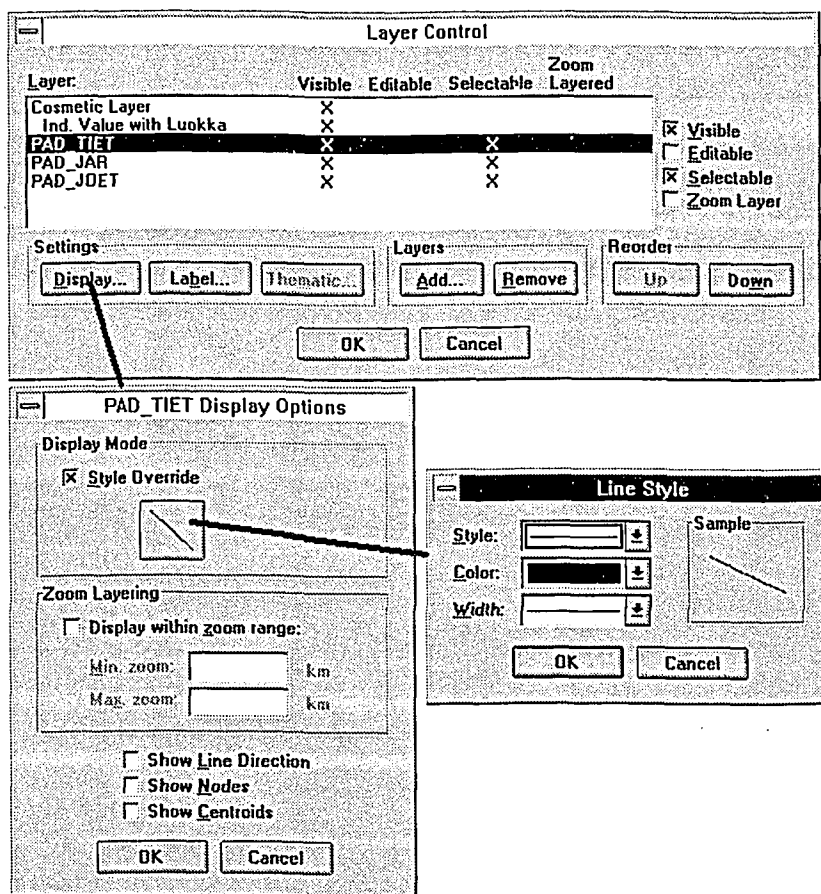 Layer Control
Layer: Visible Editable Selectable Zoom Layered
Cosmetic Layer X
Ind. Value with Luokka X
PAD_TIET X X
PAD_JAR X X
PAD_JOET X X
Visible
Editable
Selectable
Zoom Layer
Settings Layers Reorder
Display... Label... Thematic... Add... Remove Up Down
OK Cancel
PAD_TIET Display Options
Display Mode
Style Override
Zoom Layering
Display within zoom range:
Min. zoom: km
Max. zoom: km
Show Line Direction
Show Nodes
Show Centroids
OK Cancel
Line Style
Style:
Color:
Width:
Sample
OK Cancel